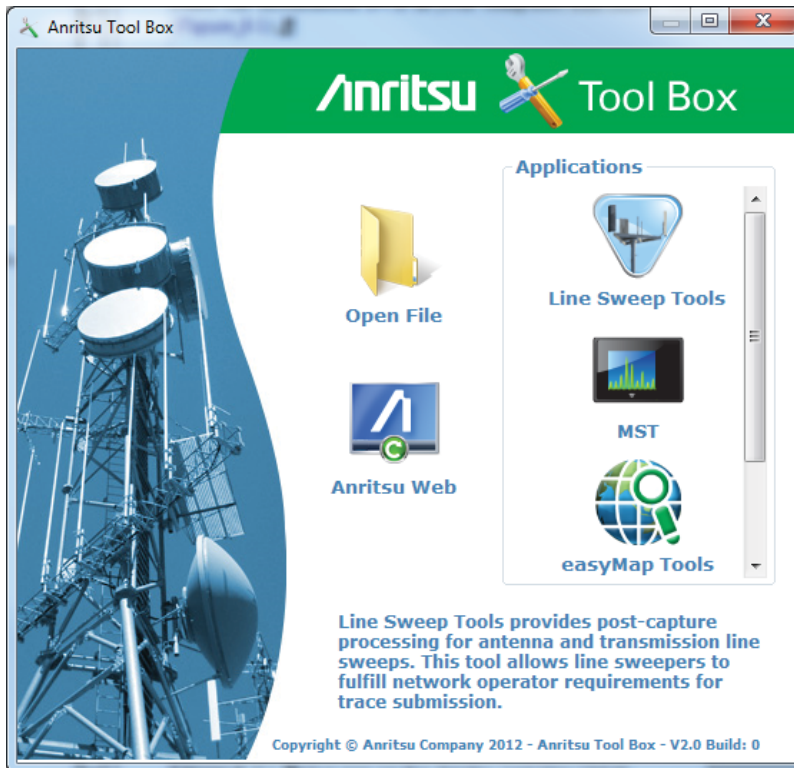 Anritsu Tool Box
Anritsu Tool Box
Applications
Open File
Line Sweep Tools
MST
Anritsu Web
easyMap Tools
Line Sweep Tools provides post-capture
processing for antenna and transmission line
sweeps. This tool allows line sweepers to
fulfill network operator requirements for
trace submission.
Copyright © Anritsu Company 2012 - Anritsu Tool Box - V2.0 Build: 0